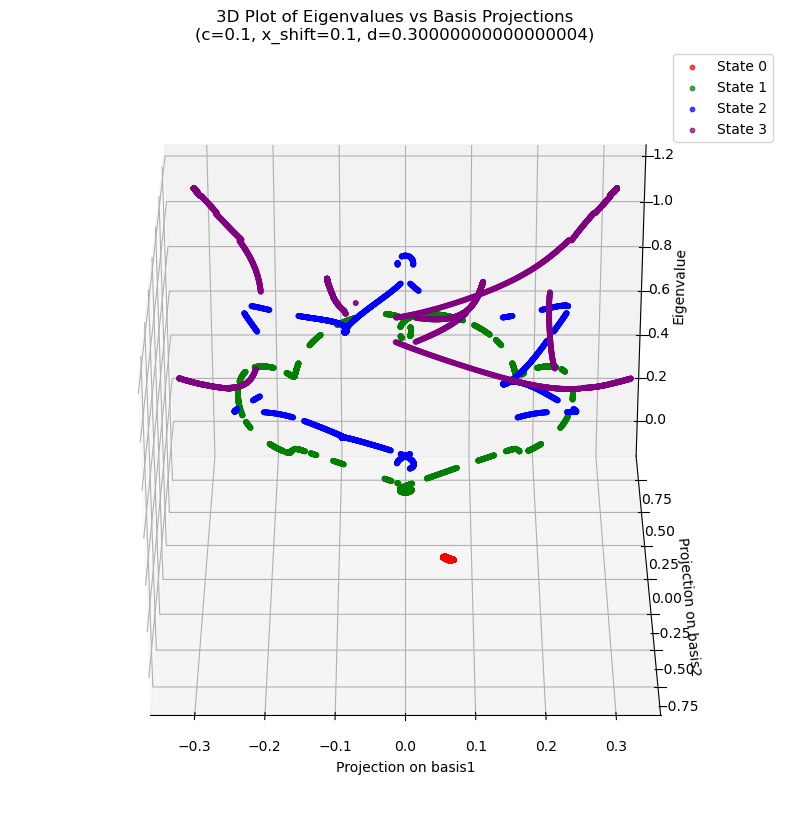 3D Plot of Eigenvalues vs Basis Projections
(c=0.1, x_shift=0.1, d=0.30000000000000004)
State 0
State 1
State 2
State 3
1.2
1.0
0.8
0.6
0.4
0.2
0.0
Eigenvalue
0.75
0.50
0.25
0.00
−0.25
−0.50
−0.75
Projection on basis2
−0.3
−0.2
−0.1
0.0
0.1
0.2
0.3
Projection on basis1